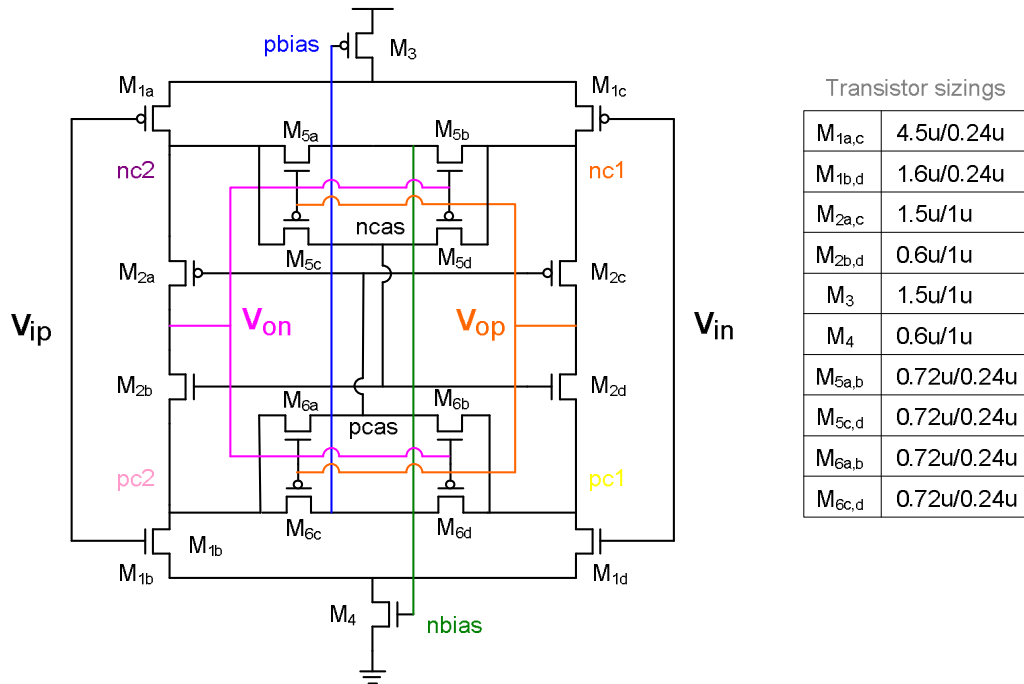 pbias
M3
M1a
M1c
Transistor sizings
M5a
M5b
M1a,c 4.5u/0.24u
nc2
nc1
M1b,d 1.6u/0.24u
M2a,c 1.5u/1u
ncas
M5c
M5d
M2b,d 0.6u/1u
M2a
M2c
M3 1.5u/1u
Vip
Von
Vop
Vin
M4 0.6u/1u
M2b
M2d
M5a,b 0.72u/0.24u
M6a
M6b
M5c,d 0.72u/0.24u
pcas
M6a,b 0.72u/0.24u
pc2
pc1
M6c,d 0.72u/0.24u
M6c
M6d
M1b
M1b
M1d
M4
nbias